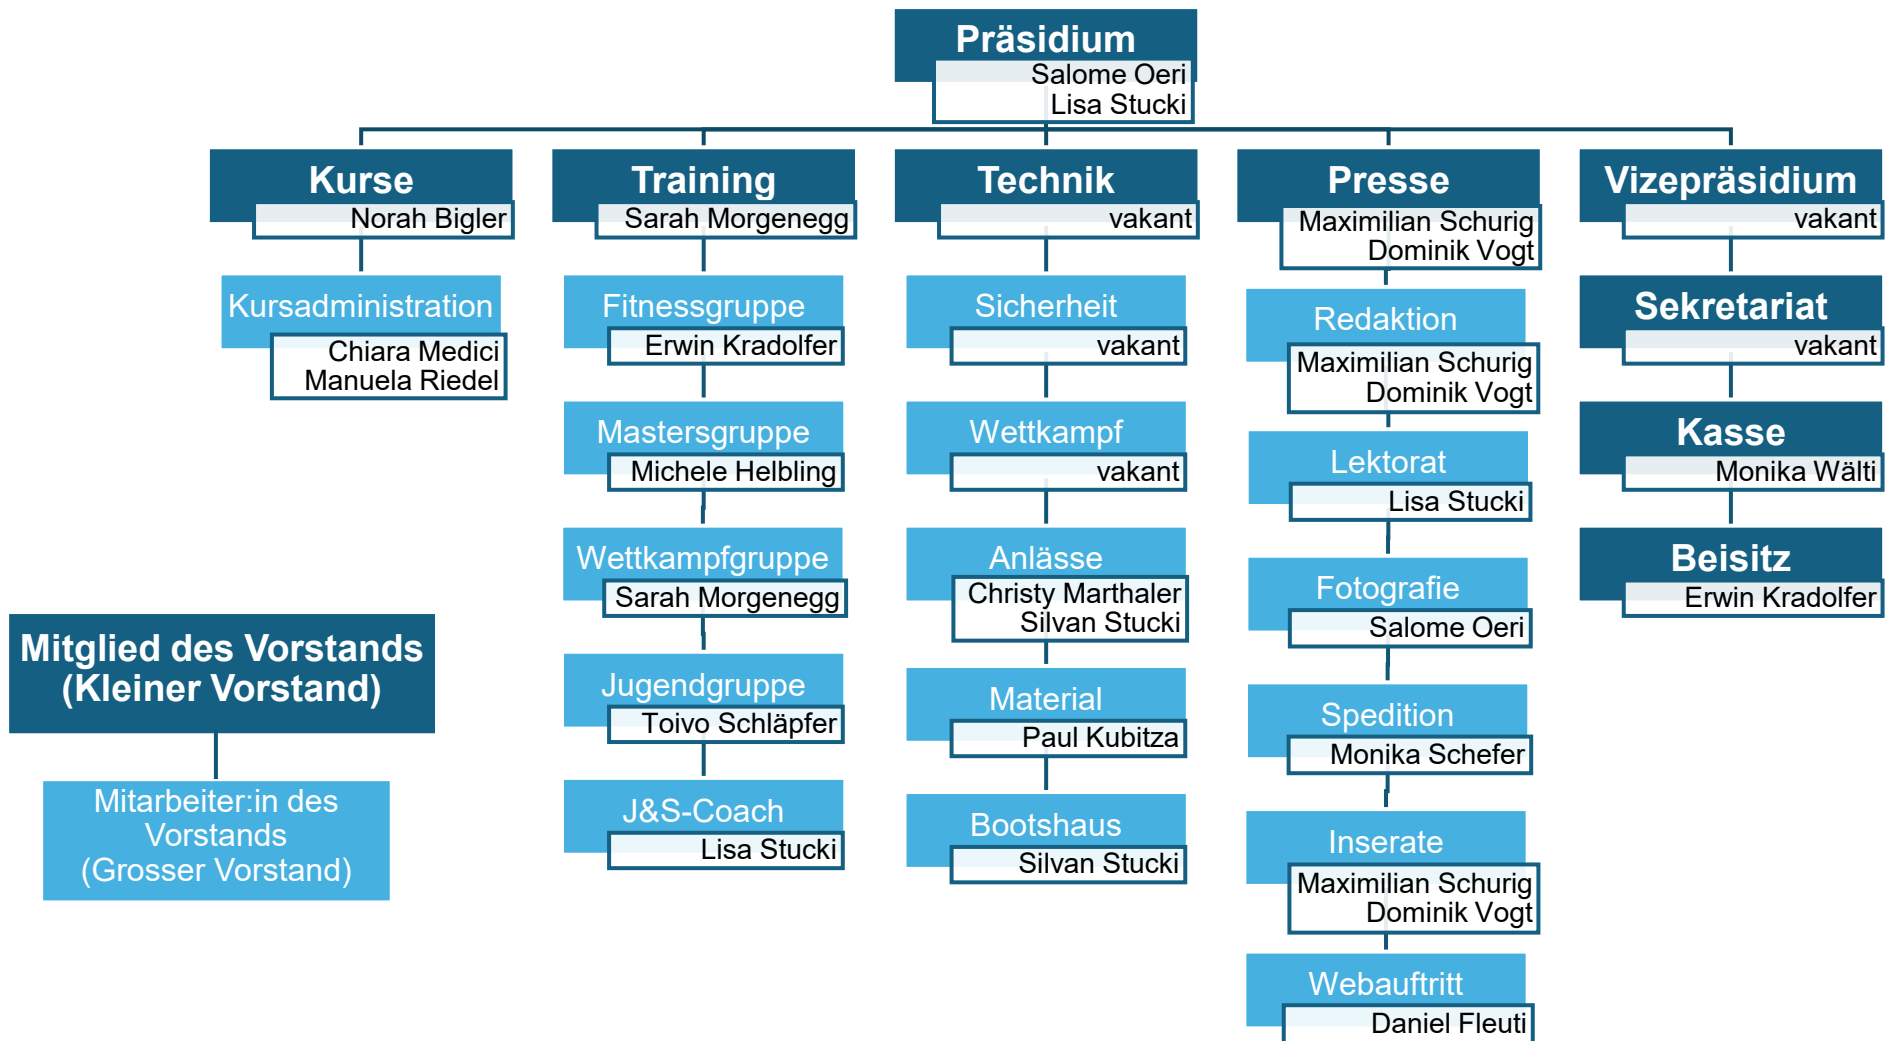 Präsidium
Salome Oeri
Lisa Stucki
Kurse
Norah Bigler
Kursadministration
Chiara Medici
Manuela Riedel
Training
Sarah Morgenegg
Fitnessgruppe
Erwin Kradolfer
Mastersgruppe
Michele Helbling
Wettkampfgruppe
Sarah Morgenegg
Jugendgruppe
Toivo Schläpfer
J&S-Coach
Lisa Stucki
Technik
vakant
Sicherheit
vakant
Wettkampf
vakant
Anlässe
Christy Marthaler
Silvan Stucki
Material
Paul Kubitza
Bootshaus
Silvan Stucki
Presse
Maximilian Schurig
Dominik Vogt
Redaktion
Maximilian Schurig
Dominik Vogt
Lektorat
Lisa Stucki
Fotografie
Salome Oeri
Spedition
Monika Schefer
Inserate
Maximilian Schurig
Dominik Vogt
Webauftritt
Daniel Fleuti
Vizepräsidium
vakant
Sekretariat
vakant
Kasse
Monika Wälti
Beisitz
Erwin Kradolfer
Mitglied des Vorstands
(Kleiner Vorstand)
Mitarbeiter:in des
Vorstands
(Grosser Vorstand)